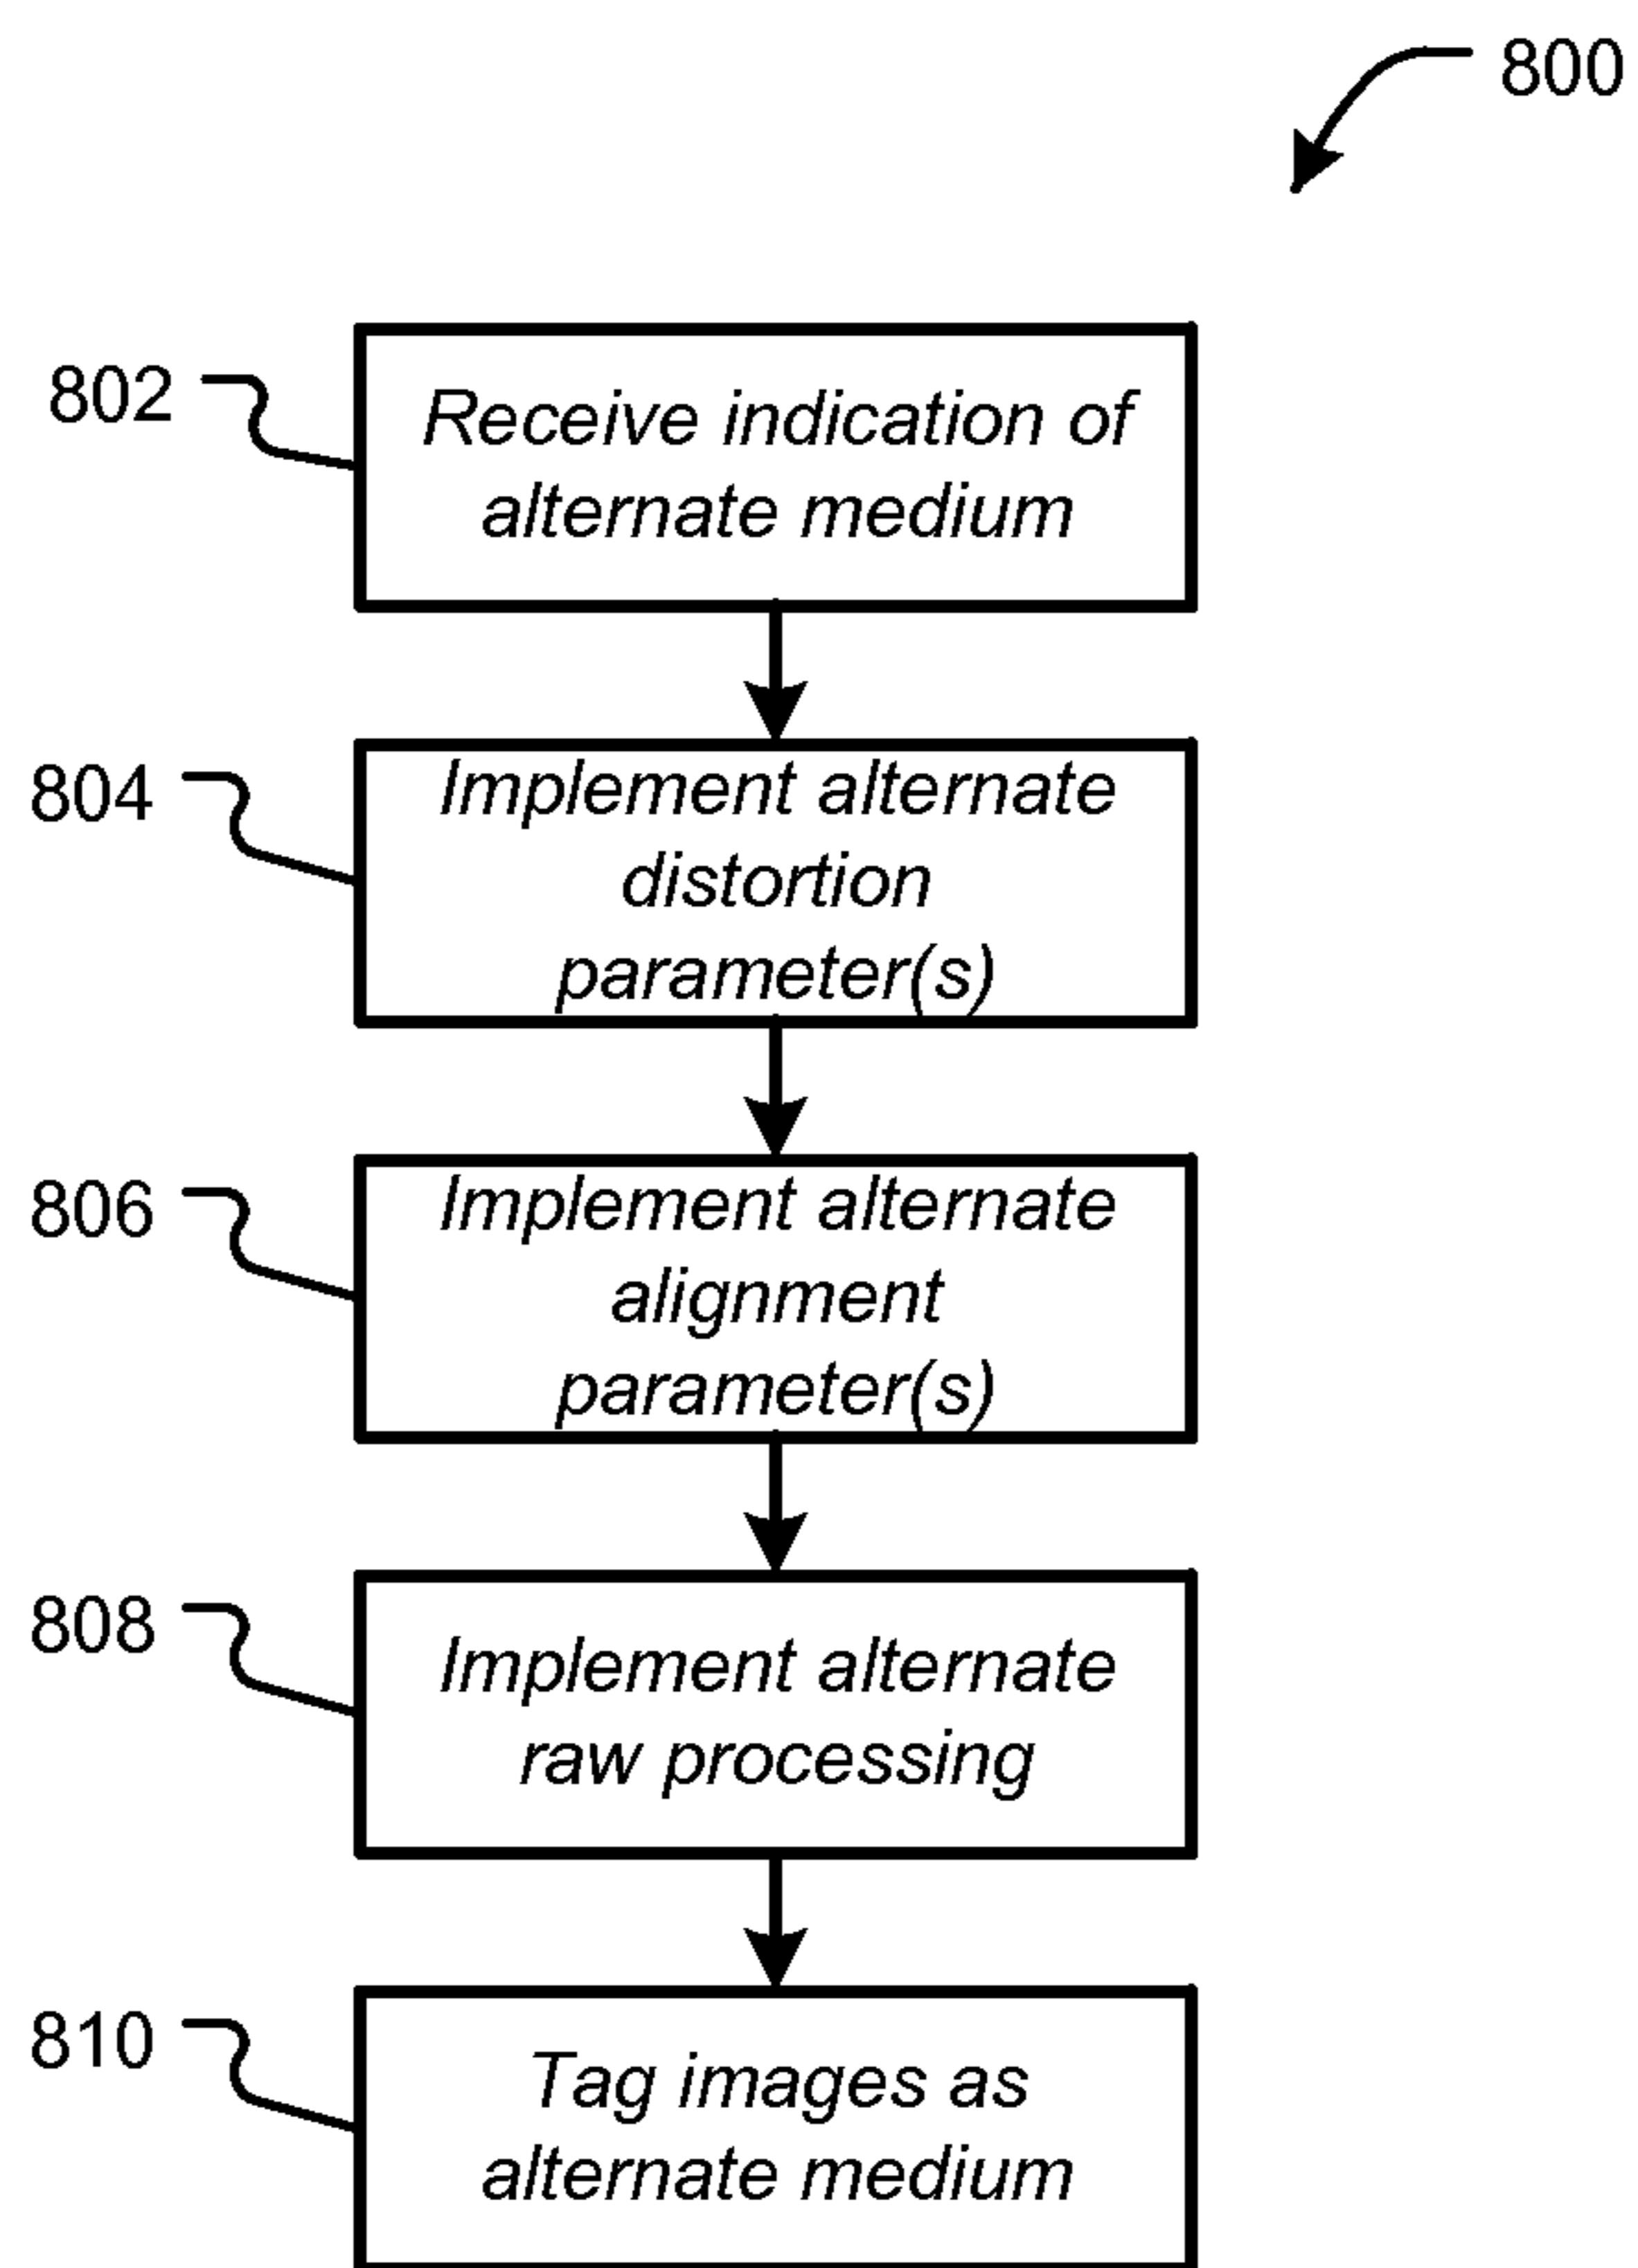 800
802
Receive indication of
alternate medium
804
Implement alternate
distortion
parameter(s)
806
Implement alternate
alignment
parameter(s)
808
Implement alternate
raw processing
810
Tag images as
alternate medium